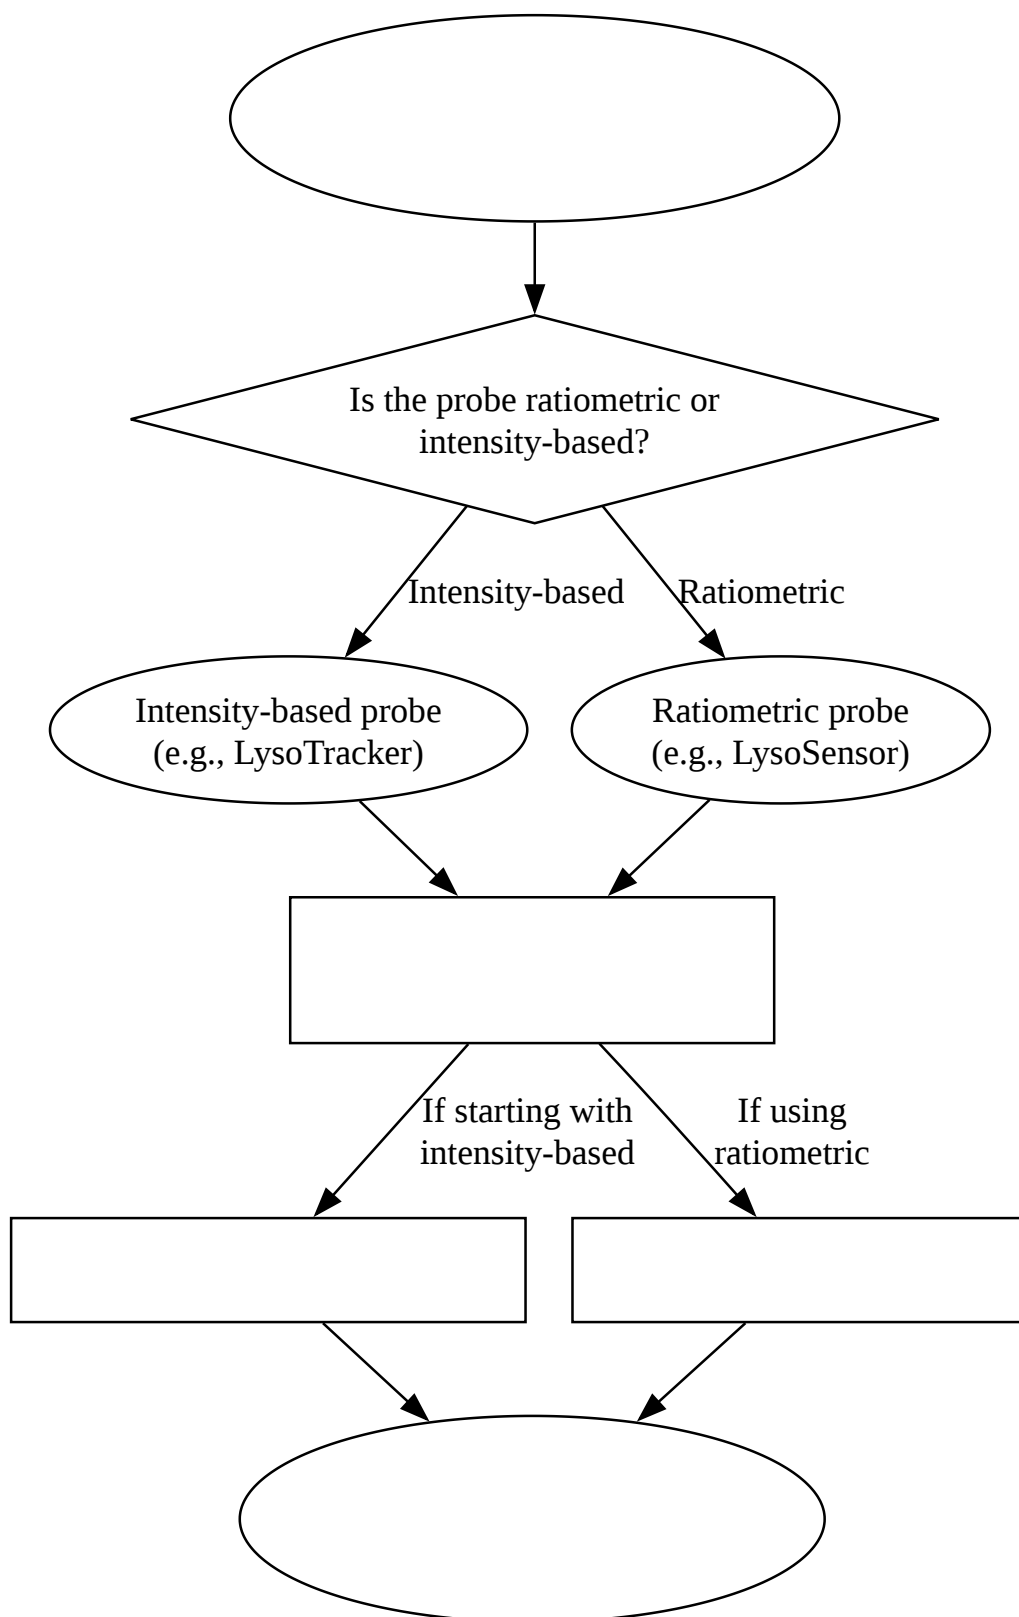 Is the probe ratiometric or
intensity-based?
Intensity-based
Ratiometric
Intensity-based probe
(e.g., LysoTracker)
Ratiometric probe
(e.g., LysoSensor)
If starting with
intensity-based
If using
ratiometric